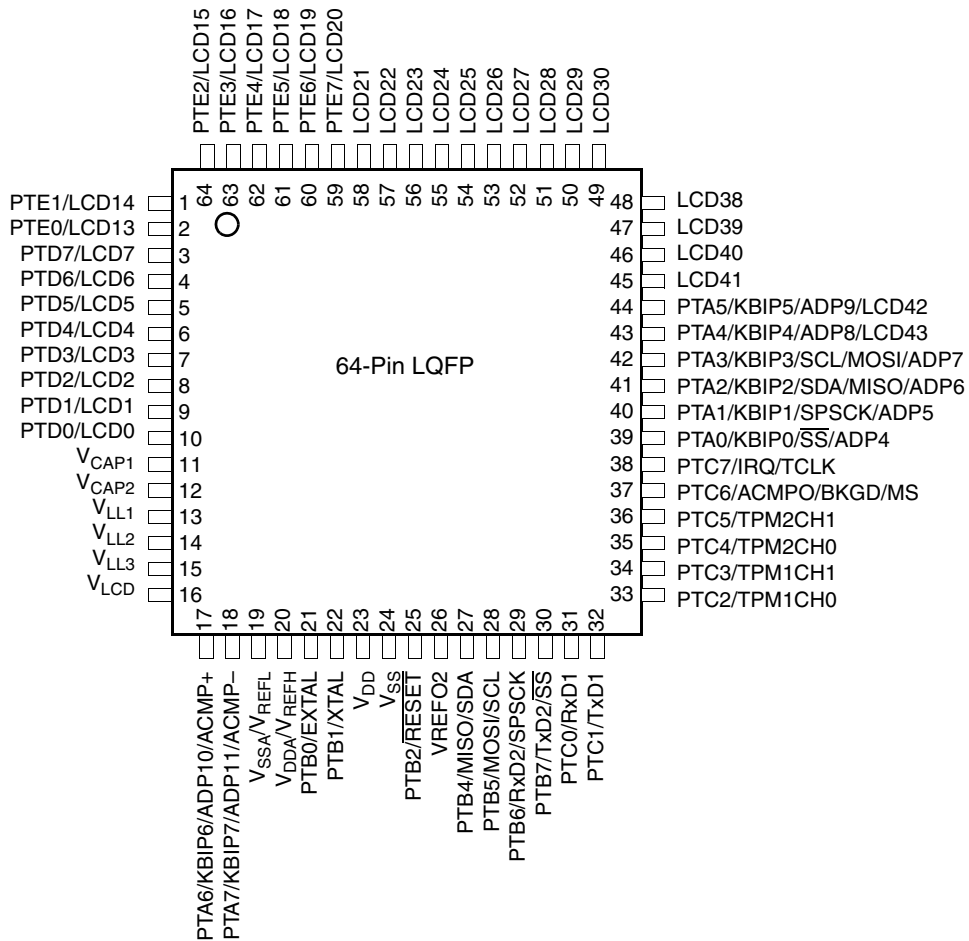 PTE2/LCD15
PTE3/LCD16
PTE4/LCD17
PTE5/LCD18
PTE6/LCD19
PTE7/LCD20
LCD21
LCD22
LCD23
LCD24
LCD25
LCD26
LCD27
LCD28
LCD29
LCD30
64 63 62 61 60 59 58 57 56 55 54 53 52 51 50 49
PTE1/LCD14 1
PTE0/LCD13 2
PTD7/LCD7 3
PTD6/LCD6 4
PTD5/LCD5 5
PTD4/LCD4 6
PTD3/LCD3 7
PTD2/LCD2 8
PTD1/LCD1 9
PTD0/LCD0 10
VCAP1 11
VCAP2 12
VLL1 13
VLL2 14
VLL3 15
VLCD 16
64-Pin LQFP
48 LCD38
47 LCD39
46 LCD40
45 LCD41
44 PTA5/KBIP5/ADP9/LCD42
43 PTA4/KBIP4/ADP8/LCD43
42 PTA3/KBIP3/SCL/MOSI/ADP7
41 PTA2/KBIP2/SDA/MISO/ADP6
40 PTA1/KBIP1/SPSCK/ADP5
39 PTA0/KBIP0/SS/ADP4
38 PTC7/IRQ/TCLK
37 PTC6/ACMPO/BKGD/MS
36 PTC5/TPM2CH1
35 PTC4/TPM2CH0
34 PTC3/TPM1CH1
33 PTC2/TPM1CH0
17 18 19 20 21 22 23 24 25 26 27 28 29 30 31 32
PTA6/KBIP6/ADP10/ACMP+
PTA7/KBIP7/ADP11/ACMP–
VSSA/VREFL
VDDA/VREFH
PTB0/EXTAL
PTB1/XTAL
VDD
VSS
PTB2/RESET
VREFO2
PTB4/MISO/SDA
PTB5/MOSI/SCL
PTB6/RxD2/SPSCK
PTB7/TxD2/SS
PTC0/RxD1
PTC1/TxD1